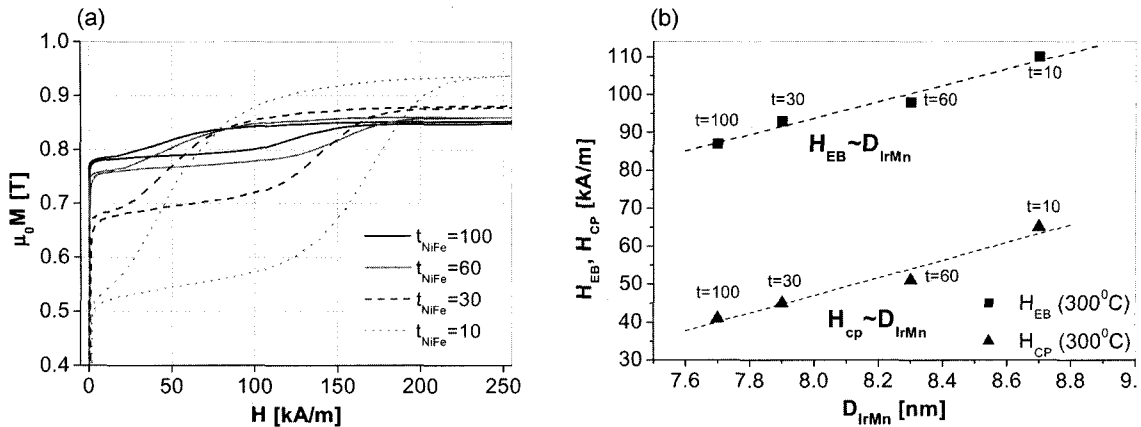 (a)
1.0
0.9
0.8
0.7
0.6
0.5
0.4
μ0M [T]
0 50 100 150 200 250
H [kA/m]
tNiFe=100
tNiFe=60
tNiFe=30
tNiFe=10
(b)
110
100
90
80
70
60
50
40
30
HEB, HCP [kA/m]
t=100
t=30
t=60
t=10
HEB~DIrMn
t=100
t=30
t=60
t=10
Hcp~DIrMn
HEB (300⁰C)
HCP (300⁰C)
7.6 7.8 8.0 8.2 8.4 8.6 8.8 9.
DIrMn [nm]